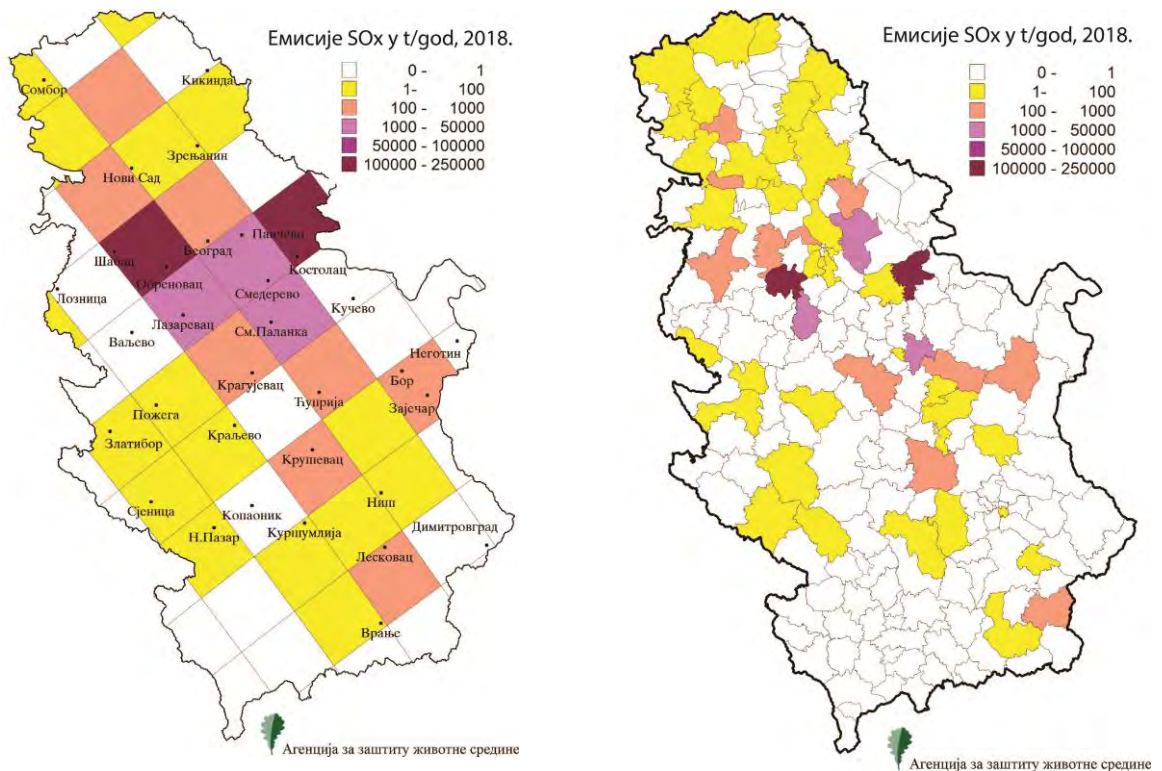 Емисије SOx у t/god, 2018.
0 - 1
1- 100
100 - 1000
1000 - 50000
50000 - 100000
100000 - 250000
Сомбор
Кикинда
Зрењанин
Нови Сад
Панчево
Београд
Шабац
Костолац
Обреновац
Смедерево
Лозница
Кучево
Лазаревац
См.Паланка
Ваљево
Неготин
Бор
Крагујевац
Ћуприја
Зајечар
Пожега
Краљево
Златибор
Крушевац
Ниш
Сјеница
Копаоник
Димитровград
Куршумлија
Н.Пазар
Лесковац
Врање
Агенција за заштиту животне средине
Емисије SOx у t/god, 2018.
0 - 1
1- 100
100 - 1000
1000 - 50000
50000 - 100000
100000 - 250000
Агенција за заштиту животне средине